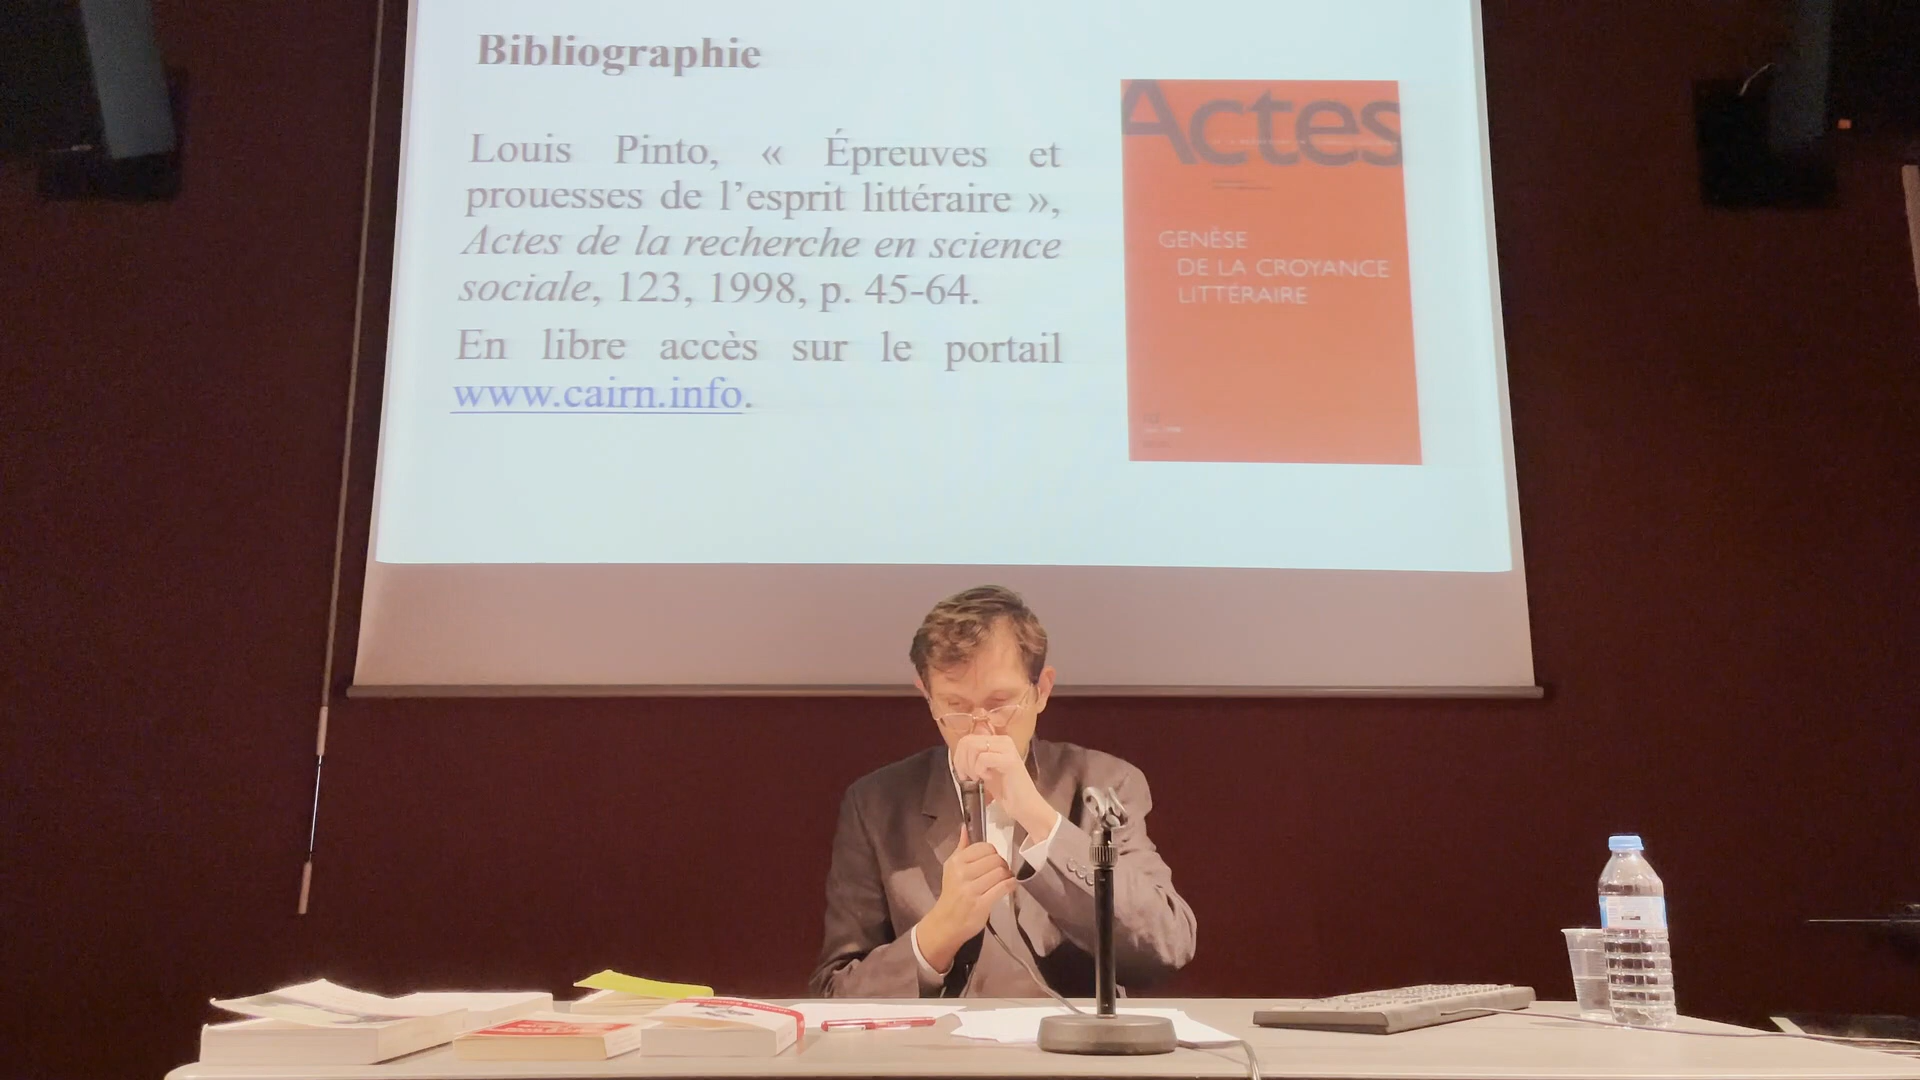 Bibliographie
Louis Pinto, « Épreuves et
prouesses de l'esprit littéraire »,
Actes de la recherche en science
sociale, 123, 1998, p. 45-64.
En libre accès sur le portail
www.cairn.info.
Actes
GENÈSE
DE LA CROYANCE
LITTÉRAIRE